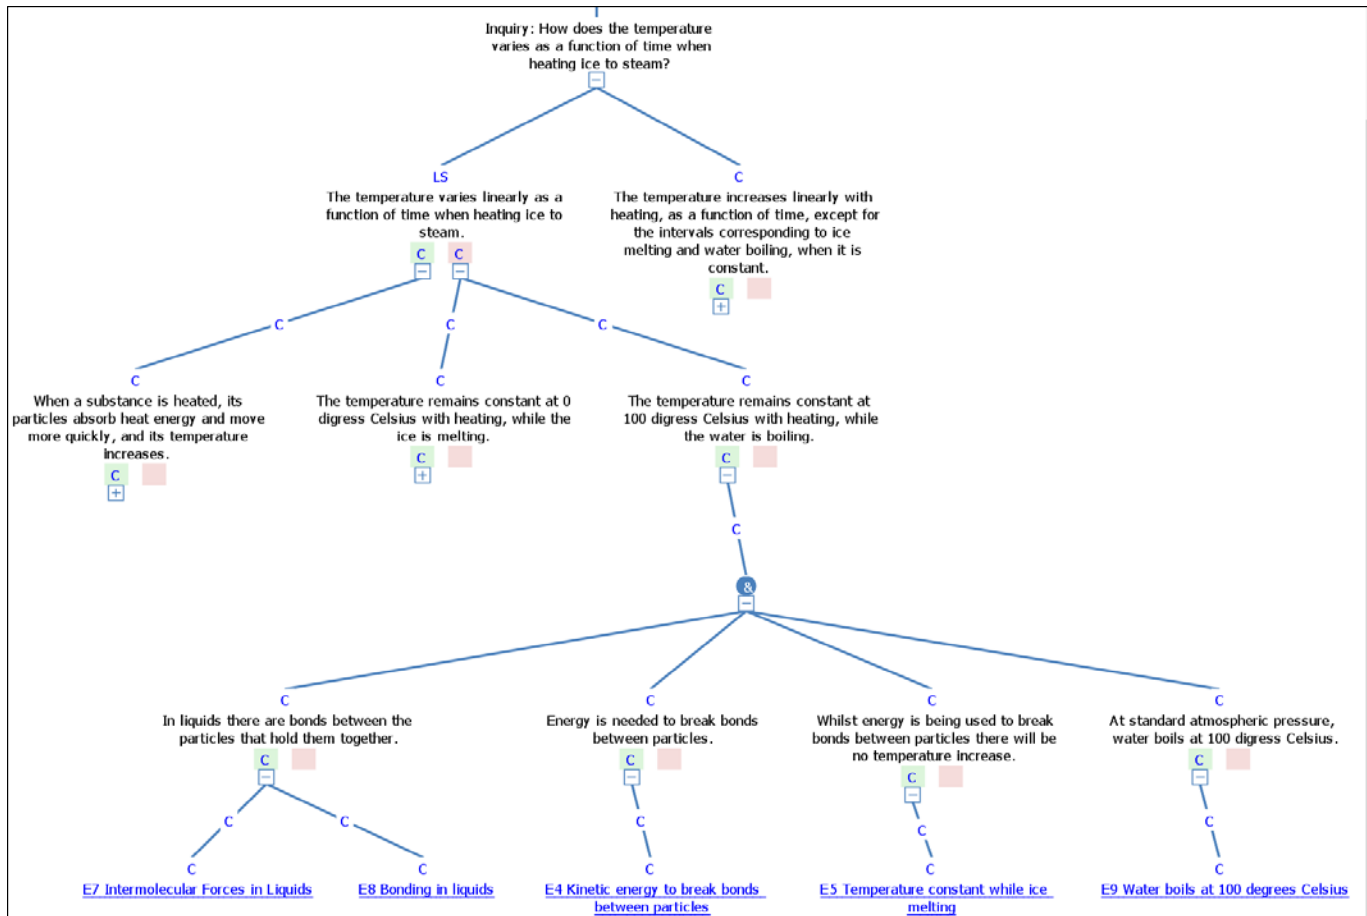 Inquiry: How does the temperature
varies as a function of time when
heating ice to steam?
−
LS
C
The temperature varies linearly as a
function of time when heating ice to
steam.
C C
− −
The temperature increases linearly with
heating, as a function of time, except for
the intervals corresponding to ice
melting and water boiling, when it is
constant.
C
+
C
C
C
C
When a substance is heated, its
particles absorb heat energy and move
more quickly, and its temperature
increases.
C
+
C
The temperature remains constant at 0
digress Celsius with heating, while the
ice is melting.
C
+
C
The temperature remains constant at
100 digress Celsius with heating, while
the water is boiling.
C
−
C
&
−
C
In liquids there are bonds between the
particles that hold them together.
C
−
C
Energy is needed to break bonds
between particles.
C
−
C
Whilst energy is being used to break
bonds between particles there will be
no temperature increase.
C
−
C
At standard atmospheric pressure,
water boils at 100 digress Celsius.
C
−
C
C
C
C
C
C
E7 Intermolecular Forces in Liquids
C
E8 Bonding in liquids
C
E4 Kinetic energy to break bonds
between particles
C
E5 Temperature constant while ice
melting
C
E9 Water boils at 100 degrees Celsius